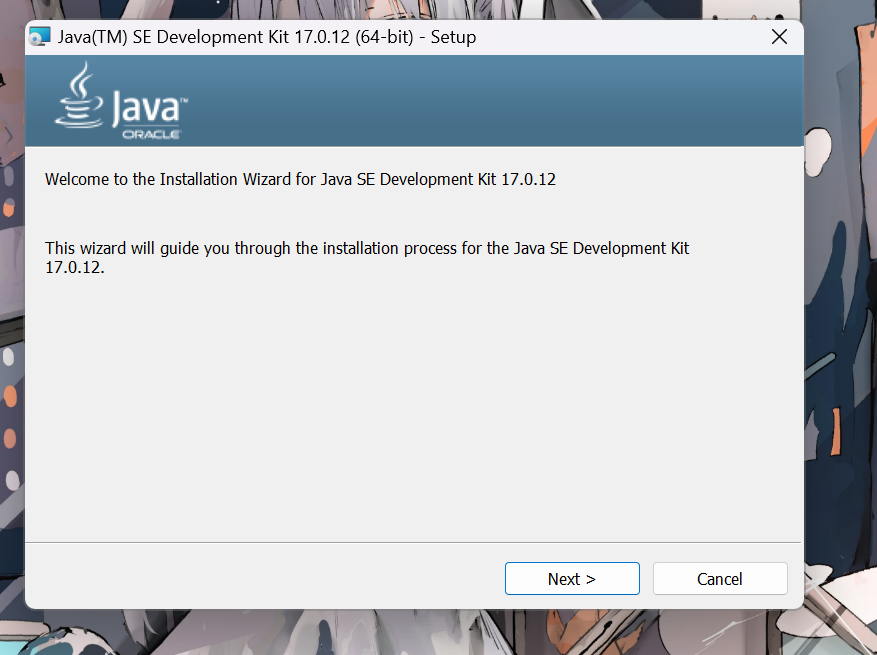 Java(TM) SE Development Kit 17.0.12 (64-bit) - Setup
Java™
ORACLE
Welcome to the Installation Wizard for Java SE Development Kit 17.0.12
This wizard will guide you through the installation process for the Java SE Development Kit
17.0.12.
Next >
Cancel